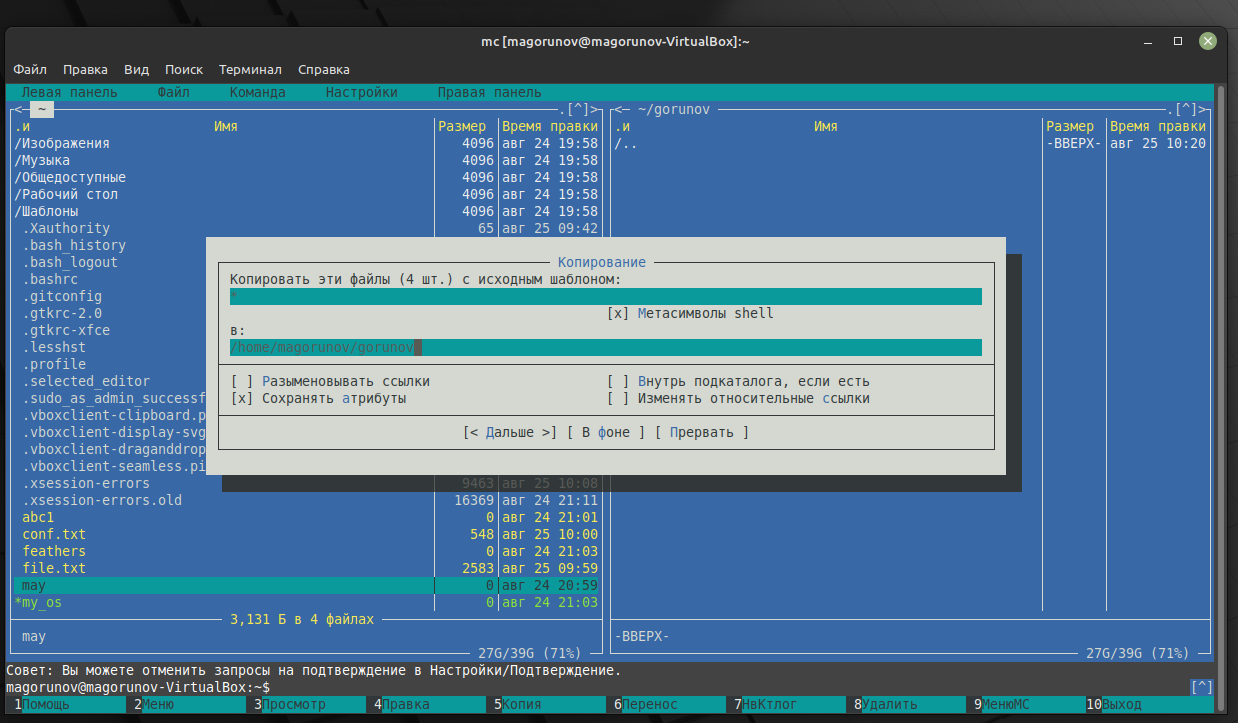 mc [magorunov@magorunov-VirtualBox]:~
Файл Правка Вид Поиск Терминал Справка
Левая панель Файл Команда Настройки Правая панель
<─ ~ ─.[^]> <─ ~/gorunov ─.[^]>
.и Имя Размер Время правки .и Имя Размер Время правки
/Изображения 4096 авг 24 19:58 /.. -ВВЕРХ- авг 25 10:20
/Музыка 4096 авг 24 19:58
/Общедоступные 4096 авг 24 19:58
/Рабочий стол 4096 авг 24 19:58
/Шаблоны 4096 авг 24 19:58
.Xauthority 65 авг 25 09:42
.bash_history
.bash_logout
.bashrc
.gitconfig
.gtkrc-2.0
.gtkrc-xfce
.lesshst
.profile
.selected_editor
.sudo_as_admin_successf
.vboxclient-clipboard.p
.vboxclient-display-svg
.vboxclient-draganddrop
.vboxclient-seamless.pi
.xsession-errors 9463 авг 25 10:08
.xsession-errors.old 16369 авг 24 21:11
abc1 0 авг 24 21:01
conf.txt 548 авг 25 10:00
feathers 0 авг 24 21:03
file.txt 2583 авг 25 09:59
may 0 авг 24 20:59
*my_os 0 авг 24 21:03
3,131 Б в 4 файлах
may -ВВЕРХ-
27G/39G (71%) 27G/39G (71%)
Копирование
Копировать эти файлы (4 шт.) с исходным шаблоном:
*
[x] Метасимволы shell
в:
/home/magorunov/gorunov
[ ] Разыменовывать ссылки [ ] Внутрь подкаталога, если есть
[x] Сохранять атрибуты [ ] Изменять относительные ссылки
[< Дальше >] [ В фоне ] [ Прервать ]
Совет: Вы можете отменить запросы на подтверждение в Настройки/Подтверждение.
magorunov@magorunov-VirtualBox:~$ [^]
1Помощь 2Меню 3Просмотр 4Правка 5Копия 6Перенос 7НвКтлог 8Удалить 9МенюMC 10Выход